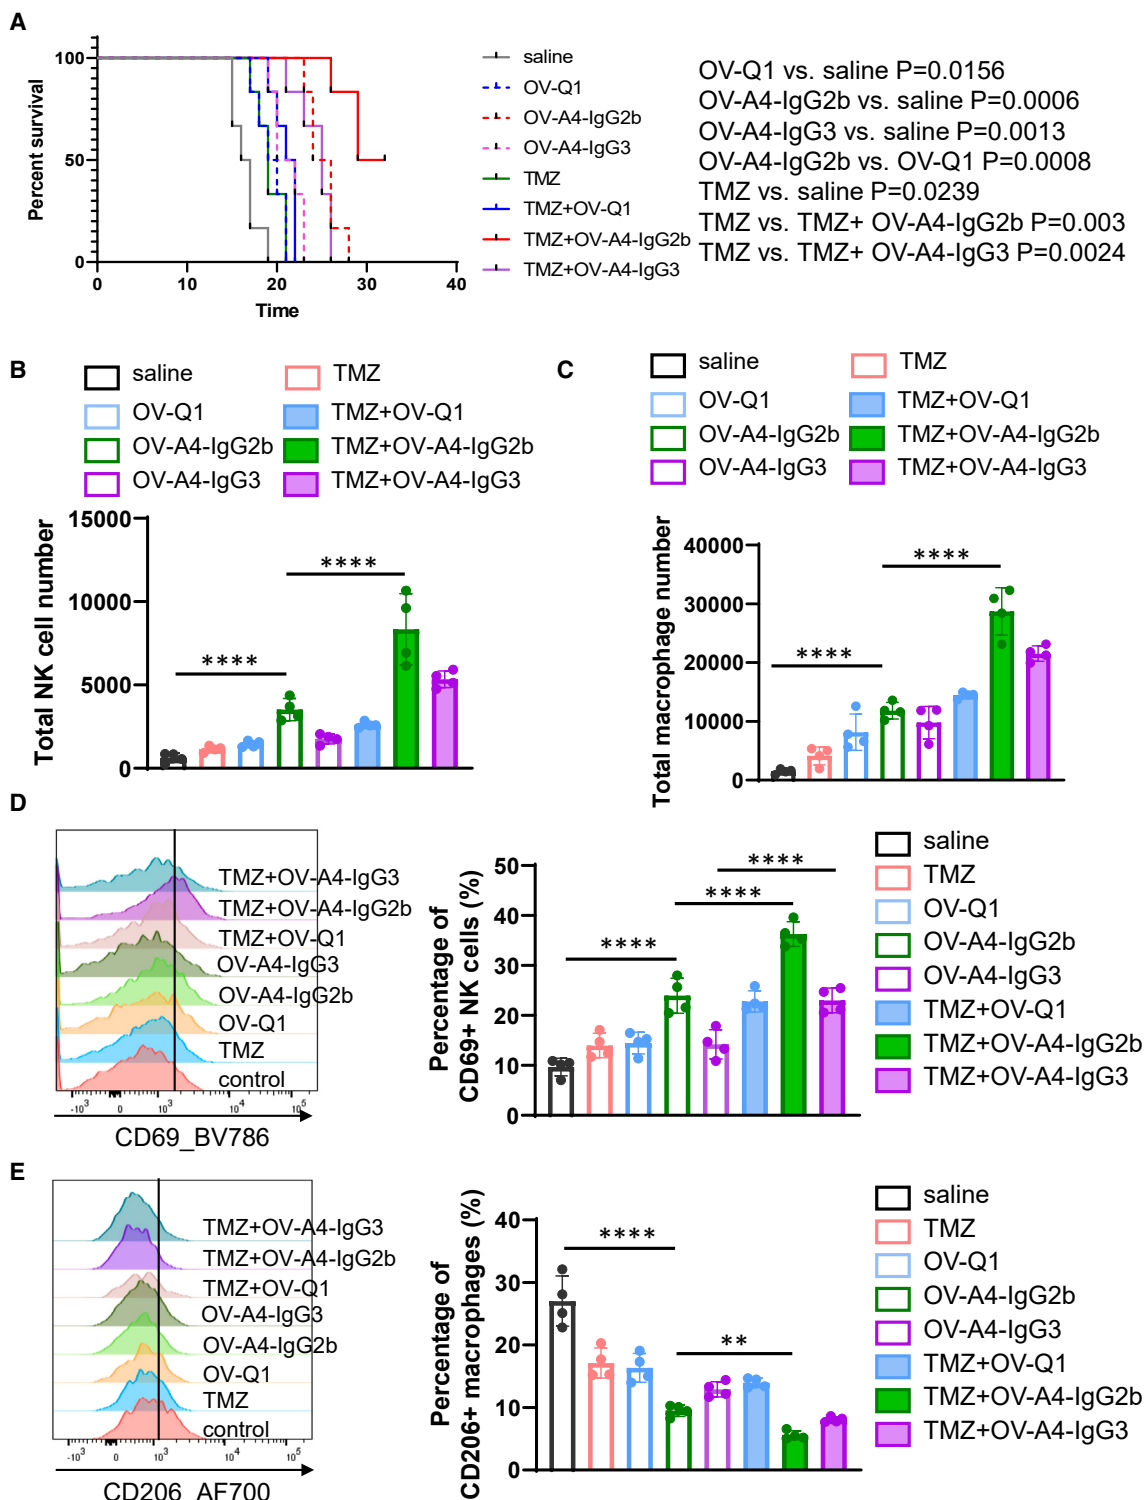 A
100
50
0
Percent survival
0 10 20 30 40
Time
saline
OV-Q1
OV-A4-IgG2b
OV-A4-IgG3
TMZ
TMZ+OV-Q1
TMZ+OV-A4-IgG2b
TMZ+OV-A4-IgG3
OV-Q1 vs. saline P=0.0156
OV-A4-IgG2b vs. saline P=0.0006
OV-A4-IgG3 vs. saline P=0.0013
OV-A4-IgG2b vs. OV-Q1 P=0.0008
TMZ vs. saline P=0.0239
TMZ vs. TMZ+ OV-A4-IgG2b P=0.003
TMZ vs. TMZ+ OV-A4-IgG3 P=0.0024
B
saline TMZ
OV-Q1 TMZ+OV-Q1
OV-A4-IgG2b TMZ+OV-A4-IgG2b
OV-A4-IgG3 TMZ+OV-A4-IgG3
Total NK cell number
15000
10000
5000
0
****
****
C
saline TMZ
OV-Q1 TMZ+OV-Q1
OV-A4-IgG2b TMZ+OV-A4-IgG2b
OV-A4-IgG3 TMZ+OV-A4-IgG3
Total macrophage number
40000
30000
20000
10000
0
****
****
D
TMZ+OV-A4-IgG3
TMZ+OV-A4-IgG2b
TMZ+OV-Q1
OV-A4-IgG3
OV-A4-IgG2b
OV-Q1
TMZ
control
-10³ 0 10³ 10⁴ 10⁵
CD69_BV786
Percentage of
CD69+ NK cells (%)
50
40
30
20
10
0
****
****
****
saline
TMZ
OV-Q1
OV-A4-IgG2b
OV-A4-IgG3
TMZ+OV-Q1
TMZ+OV-A4-IgG2b
TMZ+OV-A4-IgG3
E
TMZ+OV-A4-IgG3
TMZ+OV-A4-IgG2b
TMZ+OV-Q1
OV-A4-IgG3
OV-A4-IgG2b
OV-Q1
TMZ
control
-10³ 0 10³ 10⁴ 10⁵
CD206_AF700
Percentage of
CD206+ macrophages (%)
40
30
20
10
0
****
**
saline
TMZ
OV-Q1
OV-A4-IgG2b
OV-A4-IgG3
TMZ+OV-Q1
TMZ+OV-A4-IgG2b
TMZ+OV-A4-IgG3